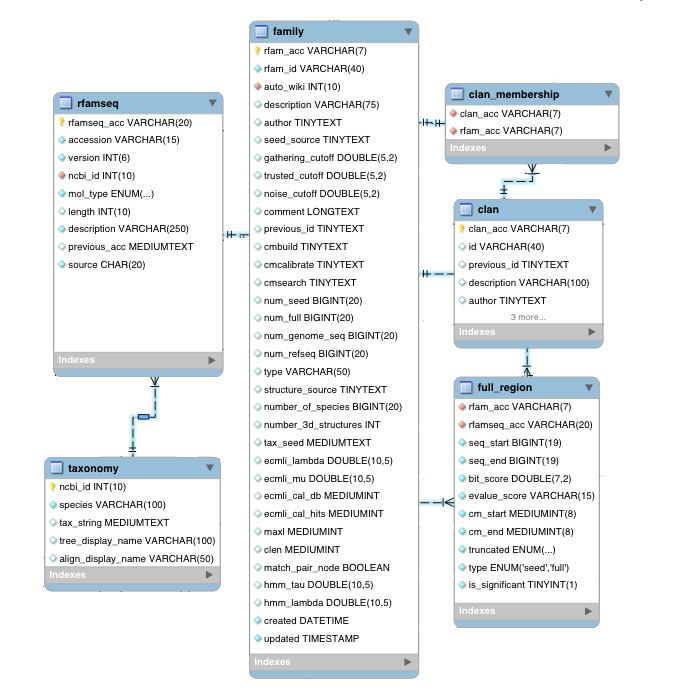 rfamseq
rfamseq_acc VARCHAR(20)
accession VARCHAR(15)
version INT(6)
ncbi_id INT(10)
mol_type ENUM(...)
length INT(10)
description VARCHAR(250)
previous_acc MEDIUMTEXT
source CHAR(20)
Indexes
taxonomy
ncbi_id INT(10)
species VARCHAR(100)
tax_string MEDIUMTEXT
tree_display_name VARCHAR(100)
align_display_name VARCHAR(50)
Indexes
family
rfam_acc VARCHAR(7)
rfam_id VARCHAR(40)
auto_wiki INT(10)
description VARCHAR(75)
author TINYTEXT
seed_source TINYTEXT
gathering_cutoff DOUBLE(5,2)
trusted_cutoff DOUBLE(5,2)
noise_cutoff DOUBLE(5,2)
comment LONGTEXT
previous_id TINYTEXT
cmbuild TINYTEXT
cmcalibrate TINYTEXT
cmsearch TINYTEXT
num_seed BIGINT(20)
num_full BIGINT(20)
num_genome_seq BIGINT(20)
num_refseq BIGINT(20)
type VARCHAR(50)
structure_source TINYTEXT
number_of_species BIGINT(20)
number_3d_structures INT
tax_seed MEDIUMTEXT
ecmli_lambda DOUBLE(10,5)
ecmli_mu DOUBLE(10,5)
ecmli_cal_db MEDIUMINT
ecmli_cal_hits MEDIUMINT
maxl MEDIUMINT
clen MEDIUMINT
match_pair_node BOOLEAN
hmm_tau DOUBLE(10,5)
hmm_lambda DOUBLE(10,5)
created DATETIME
updated TIMESTAMP
Indexes
clan_membership
clan_acc VARCHAR(7)
rfam_acc VARCHAR(7)
Indexes
clan
clan_acc VARCHAR(7)
id VARCHAR(40)
previous_id TINYTEXT
description VARCHAR(100)
author TINYTEXT
3 more...
Indexes
full_region
rfam_acc VARCHAR(7)
rfamseq_acc VARCHAR(20)
seq_start BIGINT(19)
seq_end BIGINT(19)
bit_score DOUBLE(7,2)
evalue_score VARCHAR(15)
cm_start MEDIUMINT(8)
cm_end MEDIUMINT(8)
truncated ENUM(...)
type ENUM('seed','full')
is_significant TINYINT(1)
Indexes